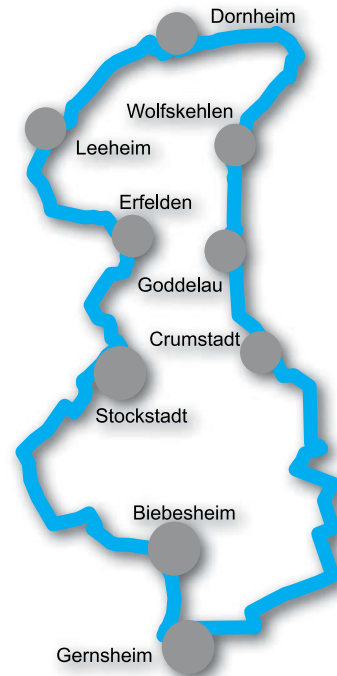 Dornheim
Wolfskehlen
Leeheim
Erfelden
Goddelau
Crumstadt
Stockstadt
Biebesheim
Gernsheim